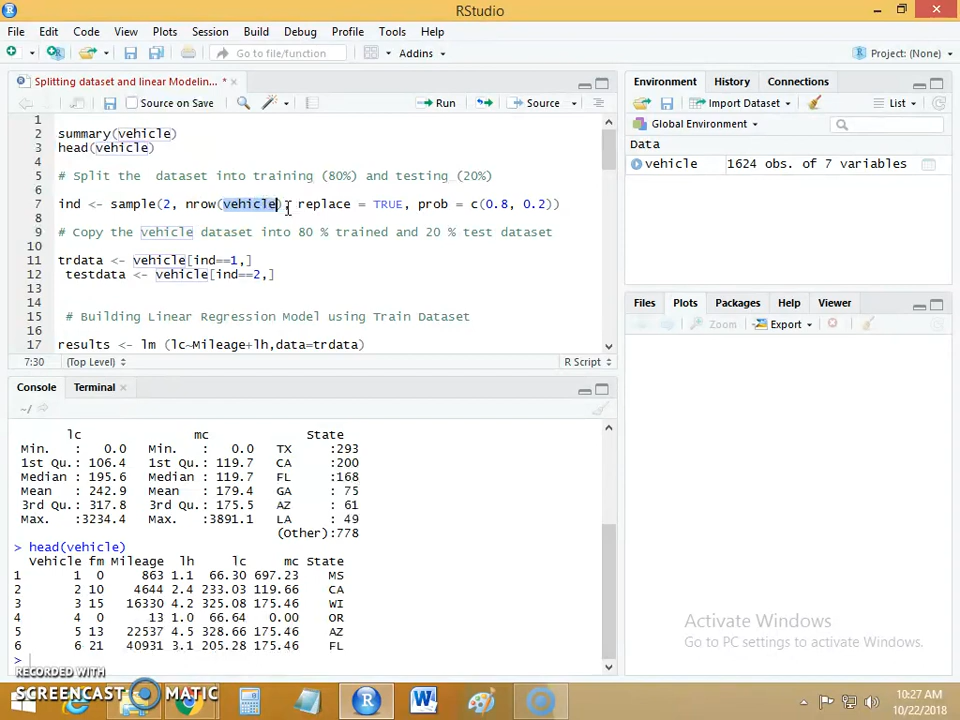 RStudio
File Edit Code View Plots Session Build Debug Profile Tools Help
Go to file/function Addins Project: (None)
Splitting dataset and linear Modelin... *
Source on Save Run Source
1
2 summary(vehicle)
3 head(vehicle)
4
5 # Split the  dataset into training (80%) and testing (20%)
6
7 ind <- sample(2, nrow(vehicle), replace = TRUE, prob = c(0.8, 0.2))
8
9 # Copy the vehicle dataset into 80 % trained and 20 % test dataset
10
11 trdata <- vehicle[ind==1,]
12  testdata <- vehicle[ind==2,]
13
14
15  # Building Linear Regression Model using Train Dataset
16
17 results <- lm (lc~Mileage+lh,data=trdata)
7:30 (Top Level) R Script
Console Terminal
~/
lc mc State
Min. : 0.0 Min. : 0.0 TX :293
1st Qu.: 106.4 1st Qu.: 119.7 CA :200
Median : 195.6 Median : 119.7 FL :168
Mean : 242.9 Mean : 179.4 GA : 75
3rd Qu.: 317.8 3rd Qu.: 175.5 AZ : 61
Max. :3234.4 Max. :3891.1 LA : 49
(Other):778
> head(vehicle)
Vehicle fm Mileage lh lc mc State
1 1 0 863 1.1 66.30 697.23 MS
2 2 10 4644 2.4 233.03 119.66 CA
3 3 15 16330 4.2 325.08 175.46 WI
4 4 0 13 1.0 66.64 0.00 OR
5 5 13 22537 4.5 328.66 175.46 AZ
6 6 21 40931 3.1 205.28 175.46 FL
>
Environment History Connections
Import Dataset List
Global Environment
Data
vehicle 1624 obs. of 7 variables
Files Plots Packages Help Viewer
Zoom Export
Activate Windows
Go to PC settings to activate Windows.
RECORDED WITH
SCREENCAST MATIC
10:27 AM
10/22/2018